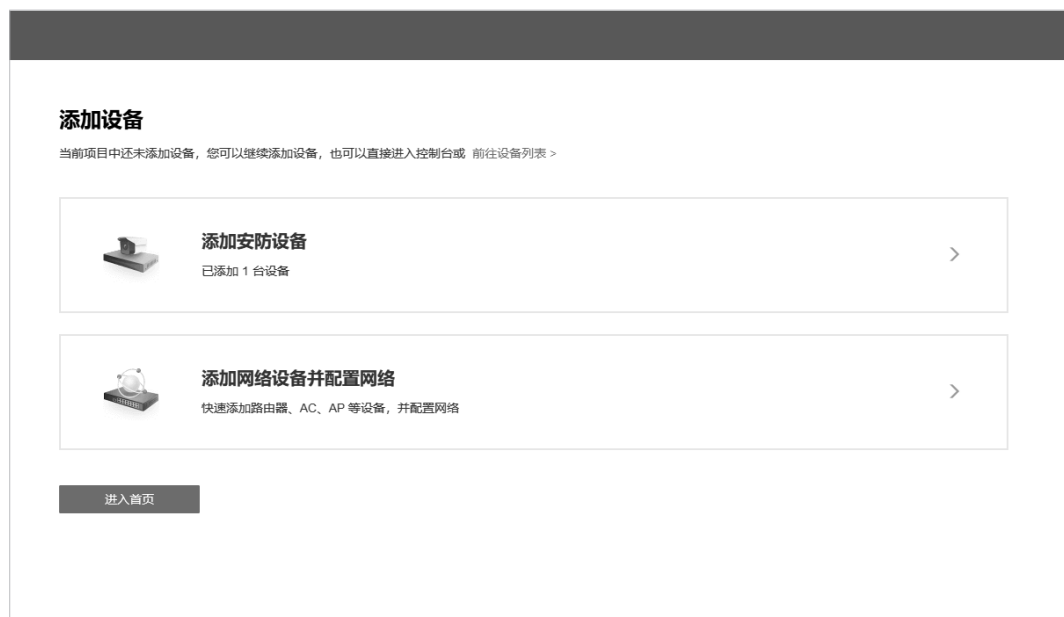 添加设备
当前项目中还未添加设备，您可以继续添加设备，也可以直接进入控制台或 前往设备列表 >
添加安防设备
已添加 1 台设备
添加网络设备并配置网络
快速添加路由器、AC、AP 等设备，并配置网络
进入首页